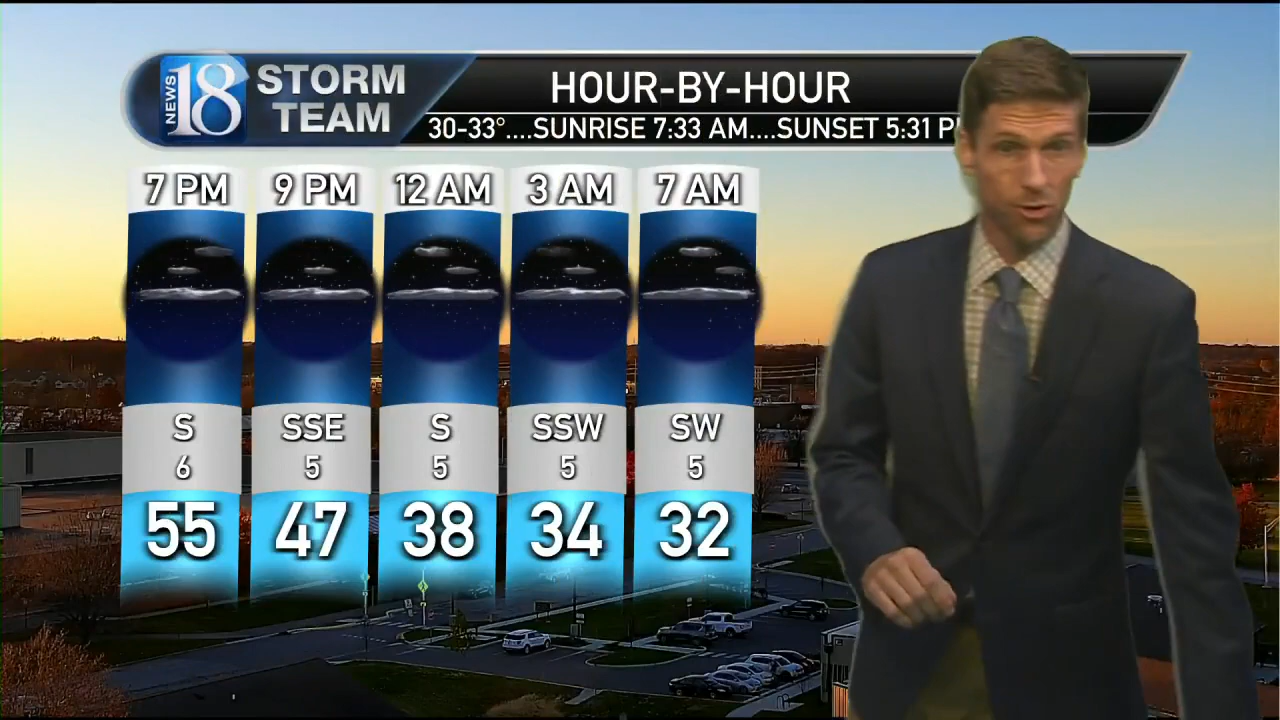 NEWS 18 STORM TEAM
HOUR-BY-HOUR
30-33°....SUNRISE 7:33 AM....SUNSET 5:31 P
7 PM 9 PM 12 AM 3 AM 7 AM
S SSE S SSW SW
6 5 5 5 5
55 47 38 34 32